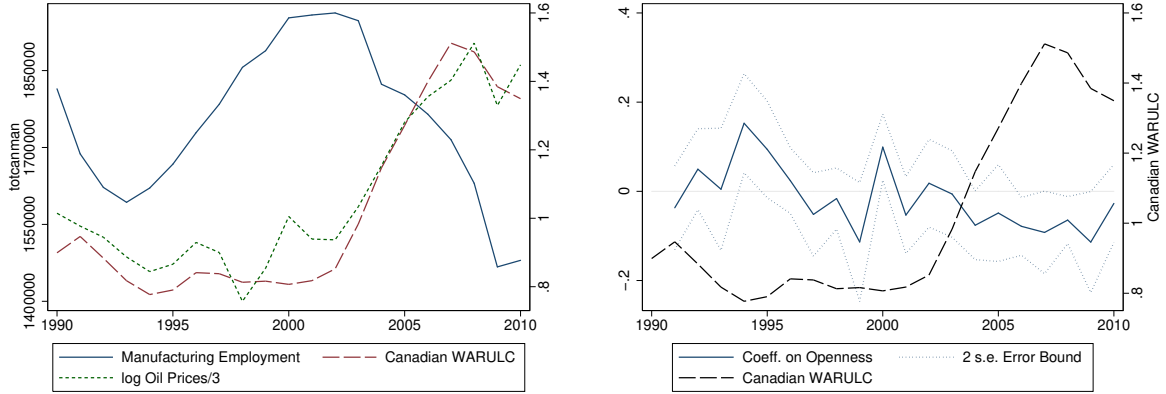 totcanman
1400000 1550000 1700000 1850000
.8 1 1.2 1.4 1.6
1990 1995 2000 2005 2010
Manufacturing Employment Canadian WARULC
log Oil Prices/3
-.2 0 .2 .4
.8 1 1.2 1.4 1.6
Canadian WARULC
1990 1995 2000 2005 2010
Coeff. on Openness 2 s.e. Error Bound
Canadian WARULC